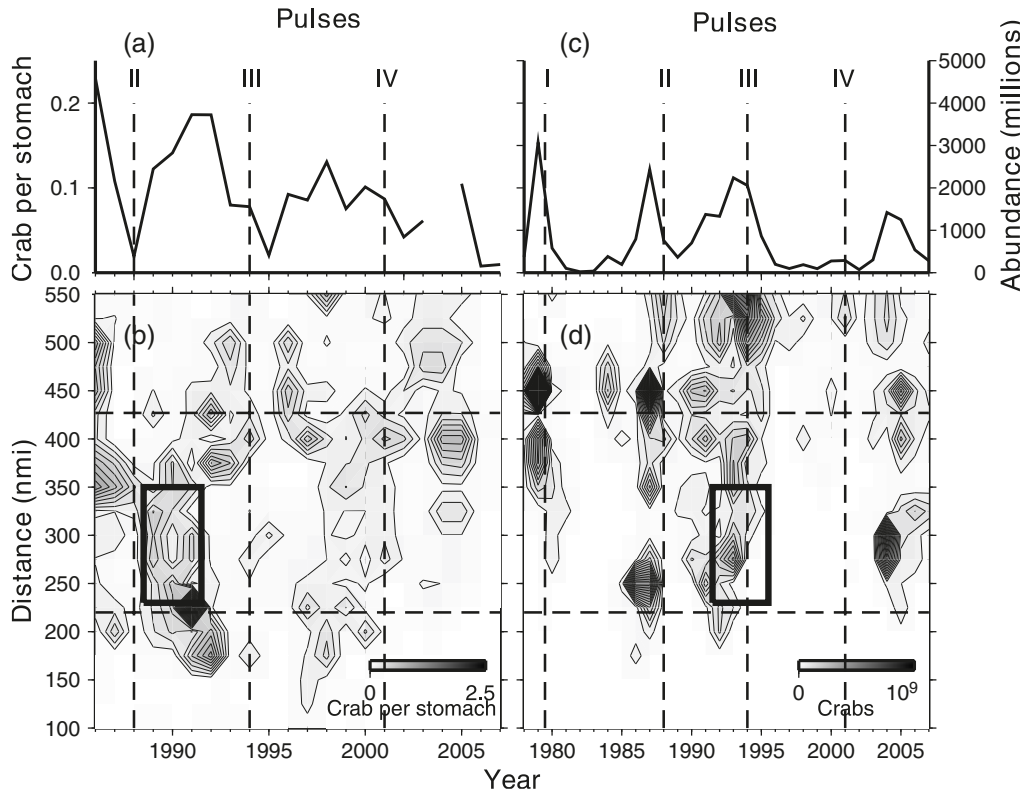 Pulses
Pulses
(a)
(c)
II
III
IV
I
II
III
IV
Crab per stomach
0.2
0.1
0.0
5000
4000
3000
2000
1000
0
Abundance (millions)
(b)
(d)
Distance (nmi)
550
500
450
400
350
300
250
200
150
100
0
2.5
Crab per stomach
0
10⁹
Crabs
1990
1995
2000
2005
1980
1985
1990
1995
2000
2005
Year